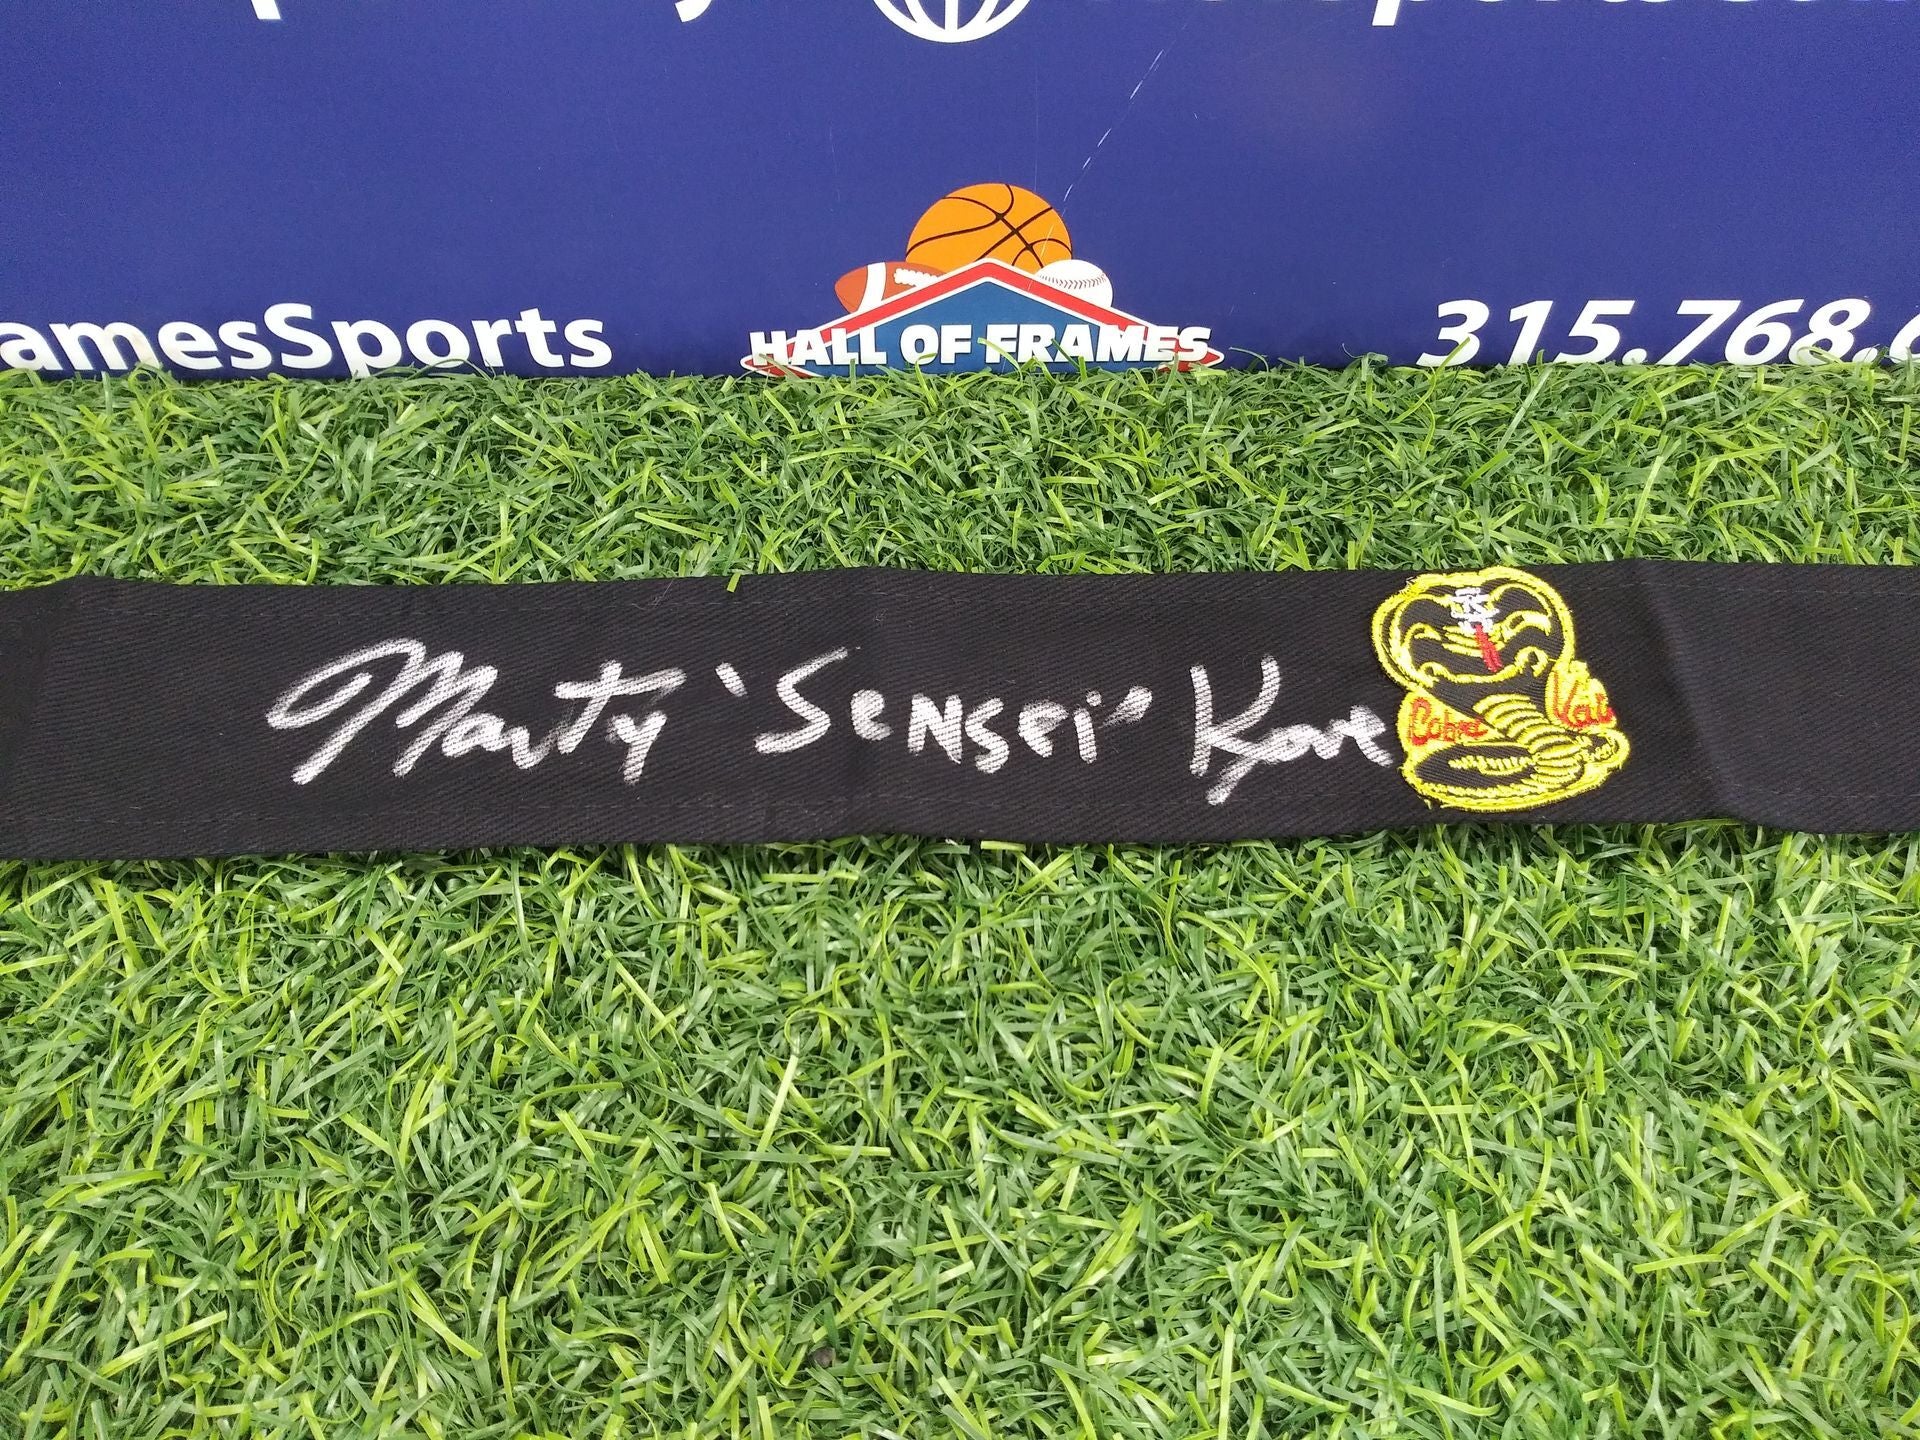 amesSports
HALL OF FRAMES
315.768.
Marty "Sensei" Kove
Cobra Kai